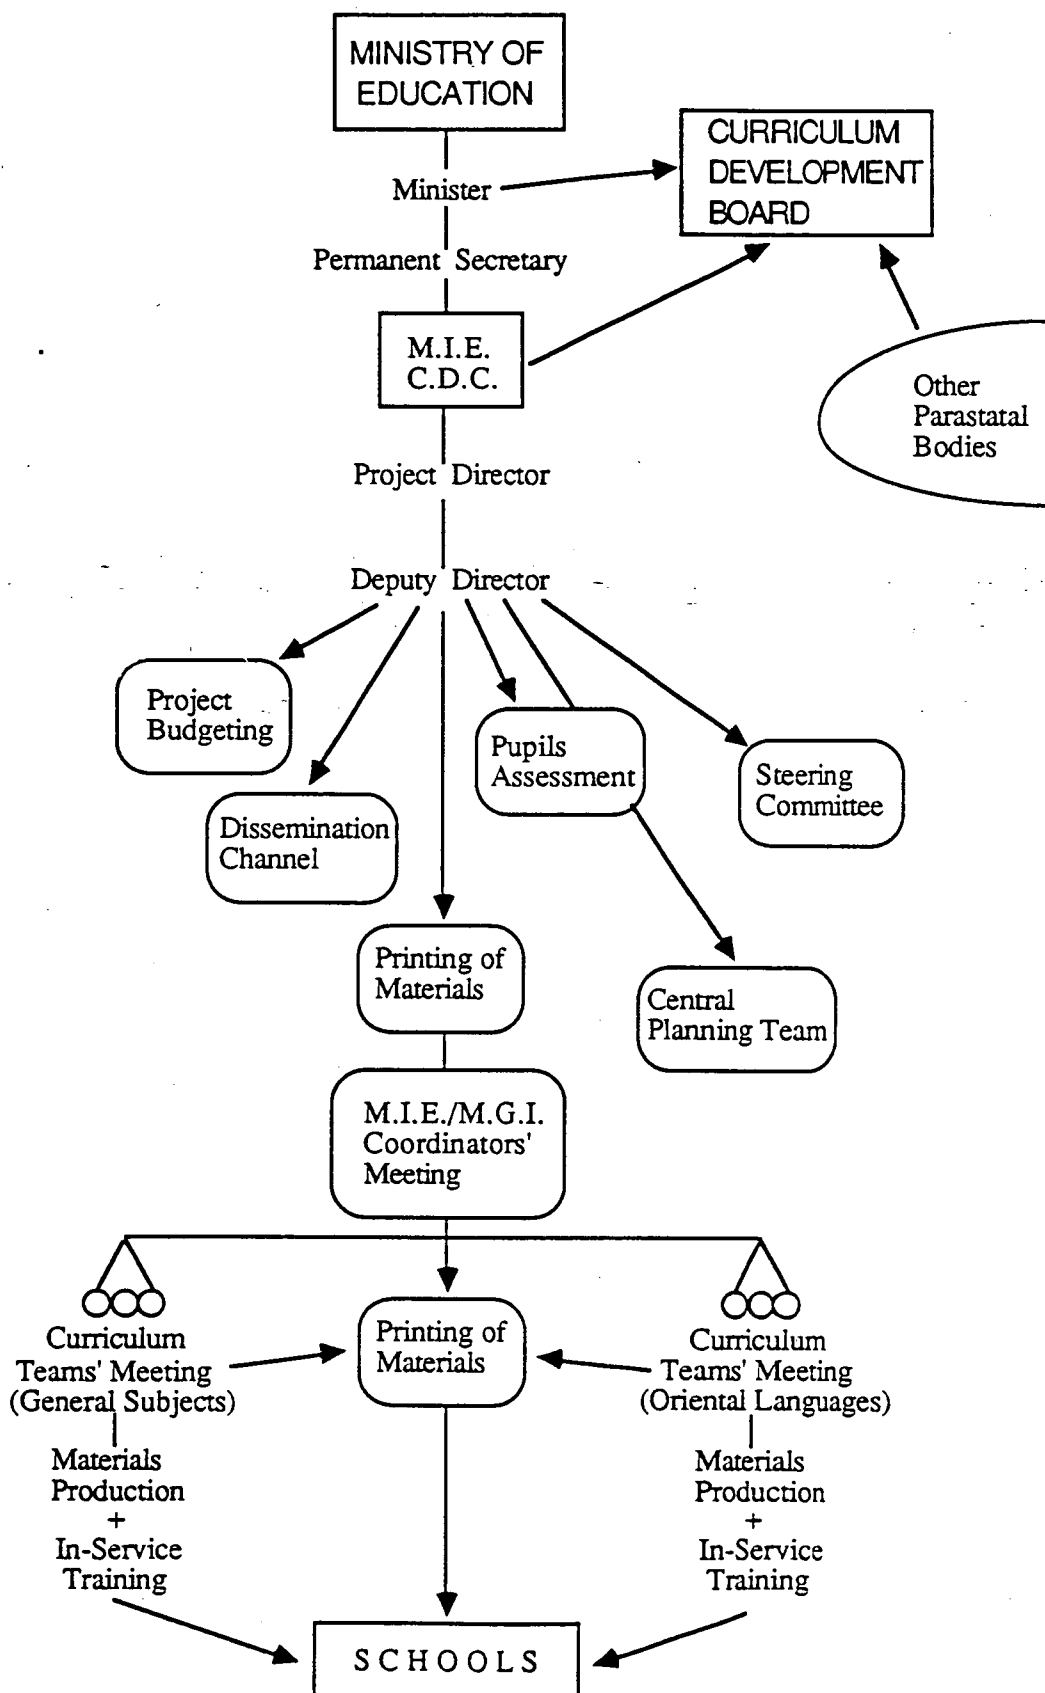 MINISTRY OF
EDUCATION
CURRICULUM
DEVELOPMENT
BOARD
Minister
Permanent Secretary
M.I.E.
C.D.C.
Other
Parastatal
Bodies
Project Director
Deputy Director
Project
Budgeting
Pupils
Assessment
Steering
Committee
Dissemination
Channel
Printing of
Materials
Central
Planning Team
M.I.E./M.G.I.
Coordinators'
Meeting
Curriculum
Teams' Meeting
(General Subjects)
Printing of
Materials
Curriculum
Teams' Meeting
(Oriental Languages)
Materials
Production
+
In-Service
Training
Materials
Production
+
In-Service
Training
SCHOOLS